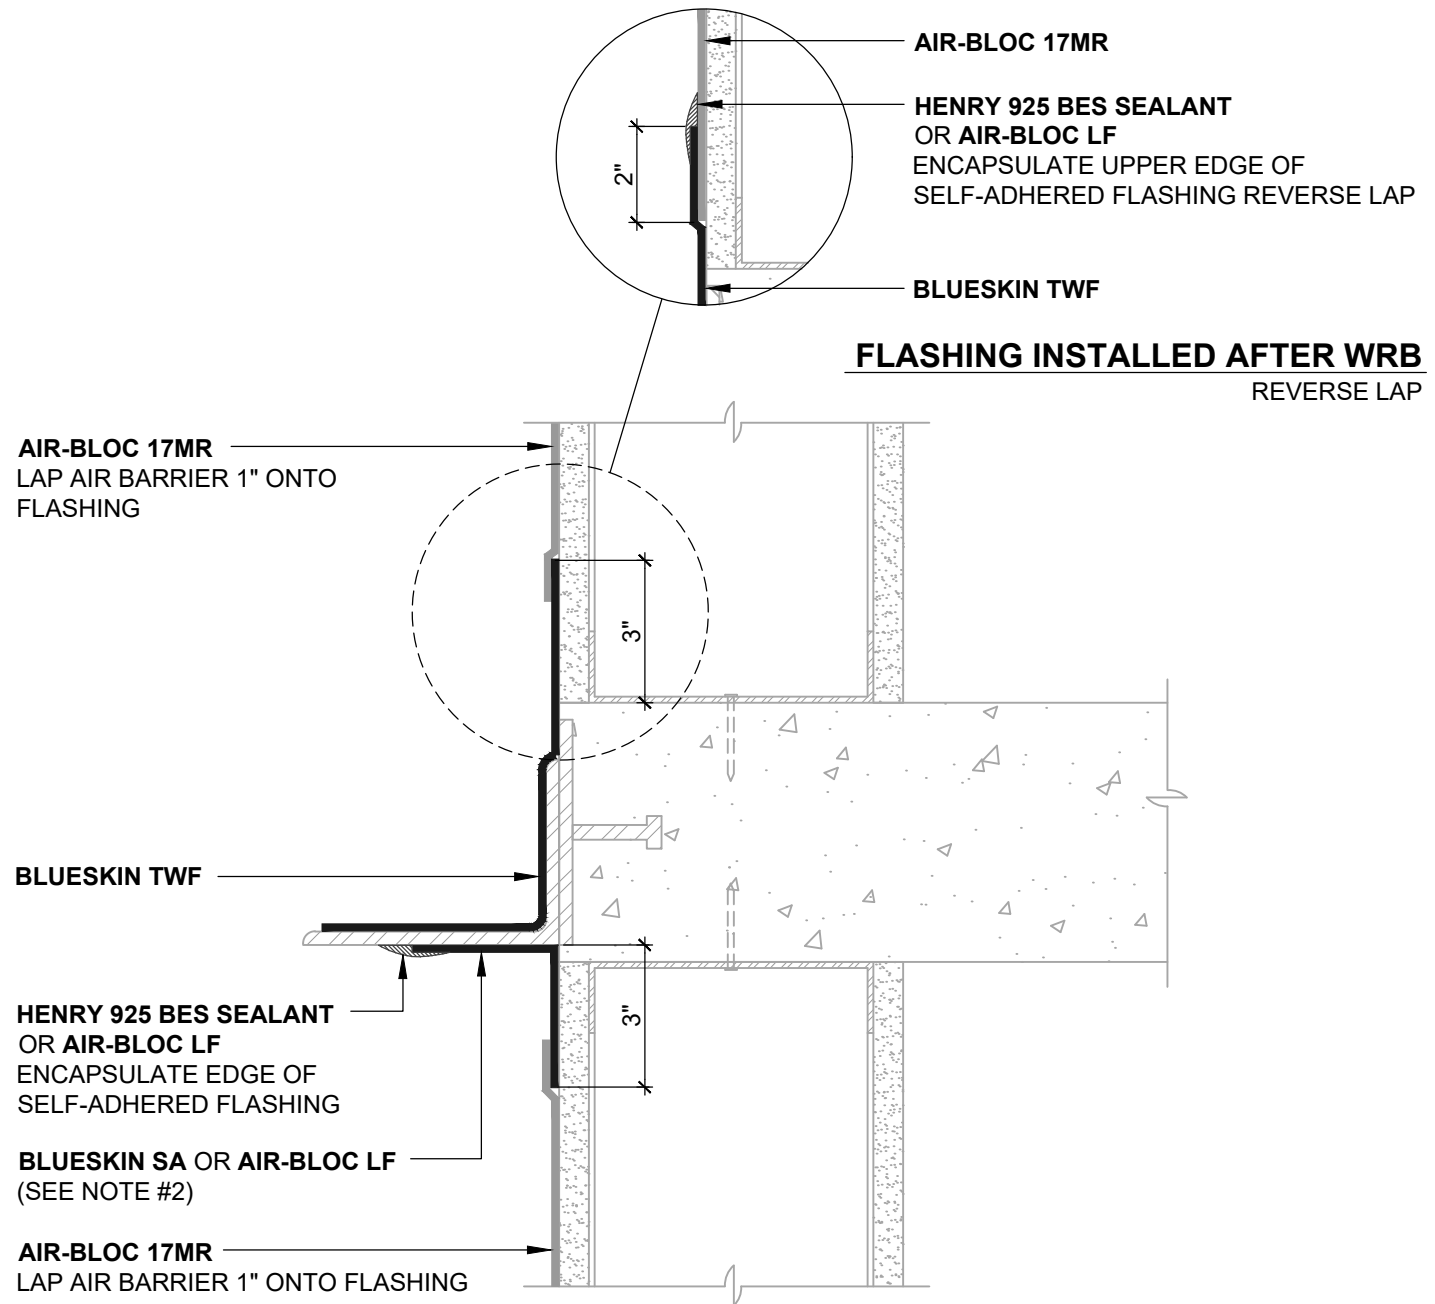 AIR-BLOC 17MR
HENRY 925 BES SEALANT
OR AIR-BLOC LF
ENCAPSULATE UPPER EDGE OF
SELF-ADHERED FLASHING REVERSE LAP
2"
BLUESKIN TWF
FLASHING INSTALLED AFTER WRB
REVERSE LAP
AIR-BLOC 17MR
LAP AIR BARRIER 1" ONTO
FLASHING
3"
BLUESKIN TWF
HENRY 925 BES SEALANT
OR AIR-BLOC LF
ENCAPSULATE EDGE OF
SELF-ADHERED FLASHING
3"
BLUESKIN SA OR AIR-BLOC LF
(SEE NOTE #2)
AIR-BLOC 17MR
LAP AIR BARRIER 1" ONTO FLASHING